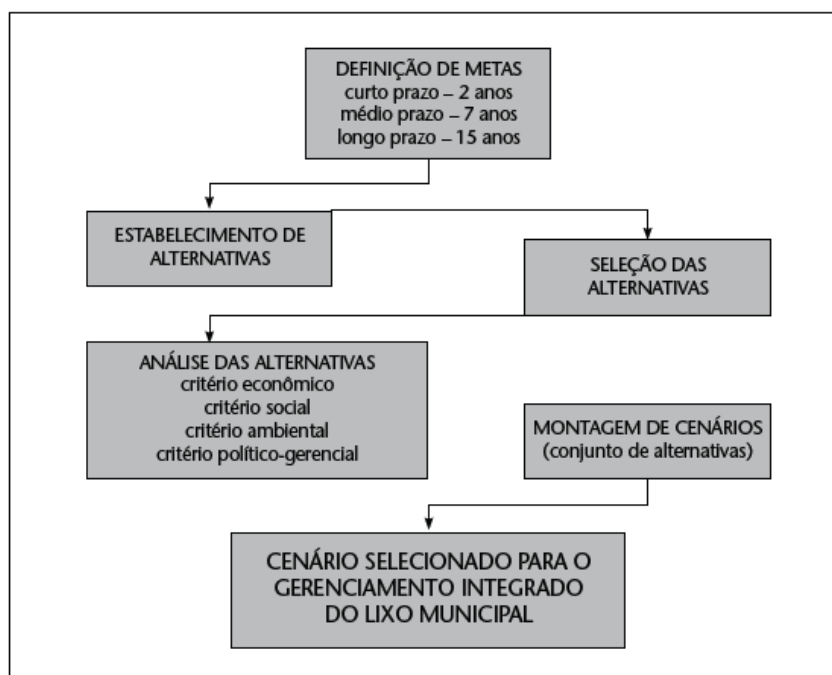 DEFINIÇÃO DE METAS
curto prazo – 2 anos
médio prazo – 7 anos
longo prazo – 15 anos
ESTABELECIMENTO DE
ALTERNATIVAS
SELEÇÃO DAS
ALTERNATIVAS
ANÁLISE DAS ALTERNATIVAS
critério econômico
critério social
critério ambiental
critério político-gerencial
MONTAGEM DE CENÁRIOS
(conjunto de alternativas)
CENÁRIO SELECIONADO PARA O
GERENCIAMENTO INTEGRADO
DO LIXO MUNICIPAL